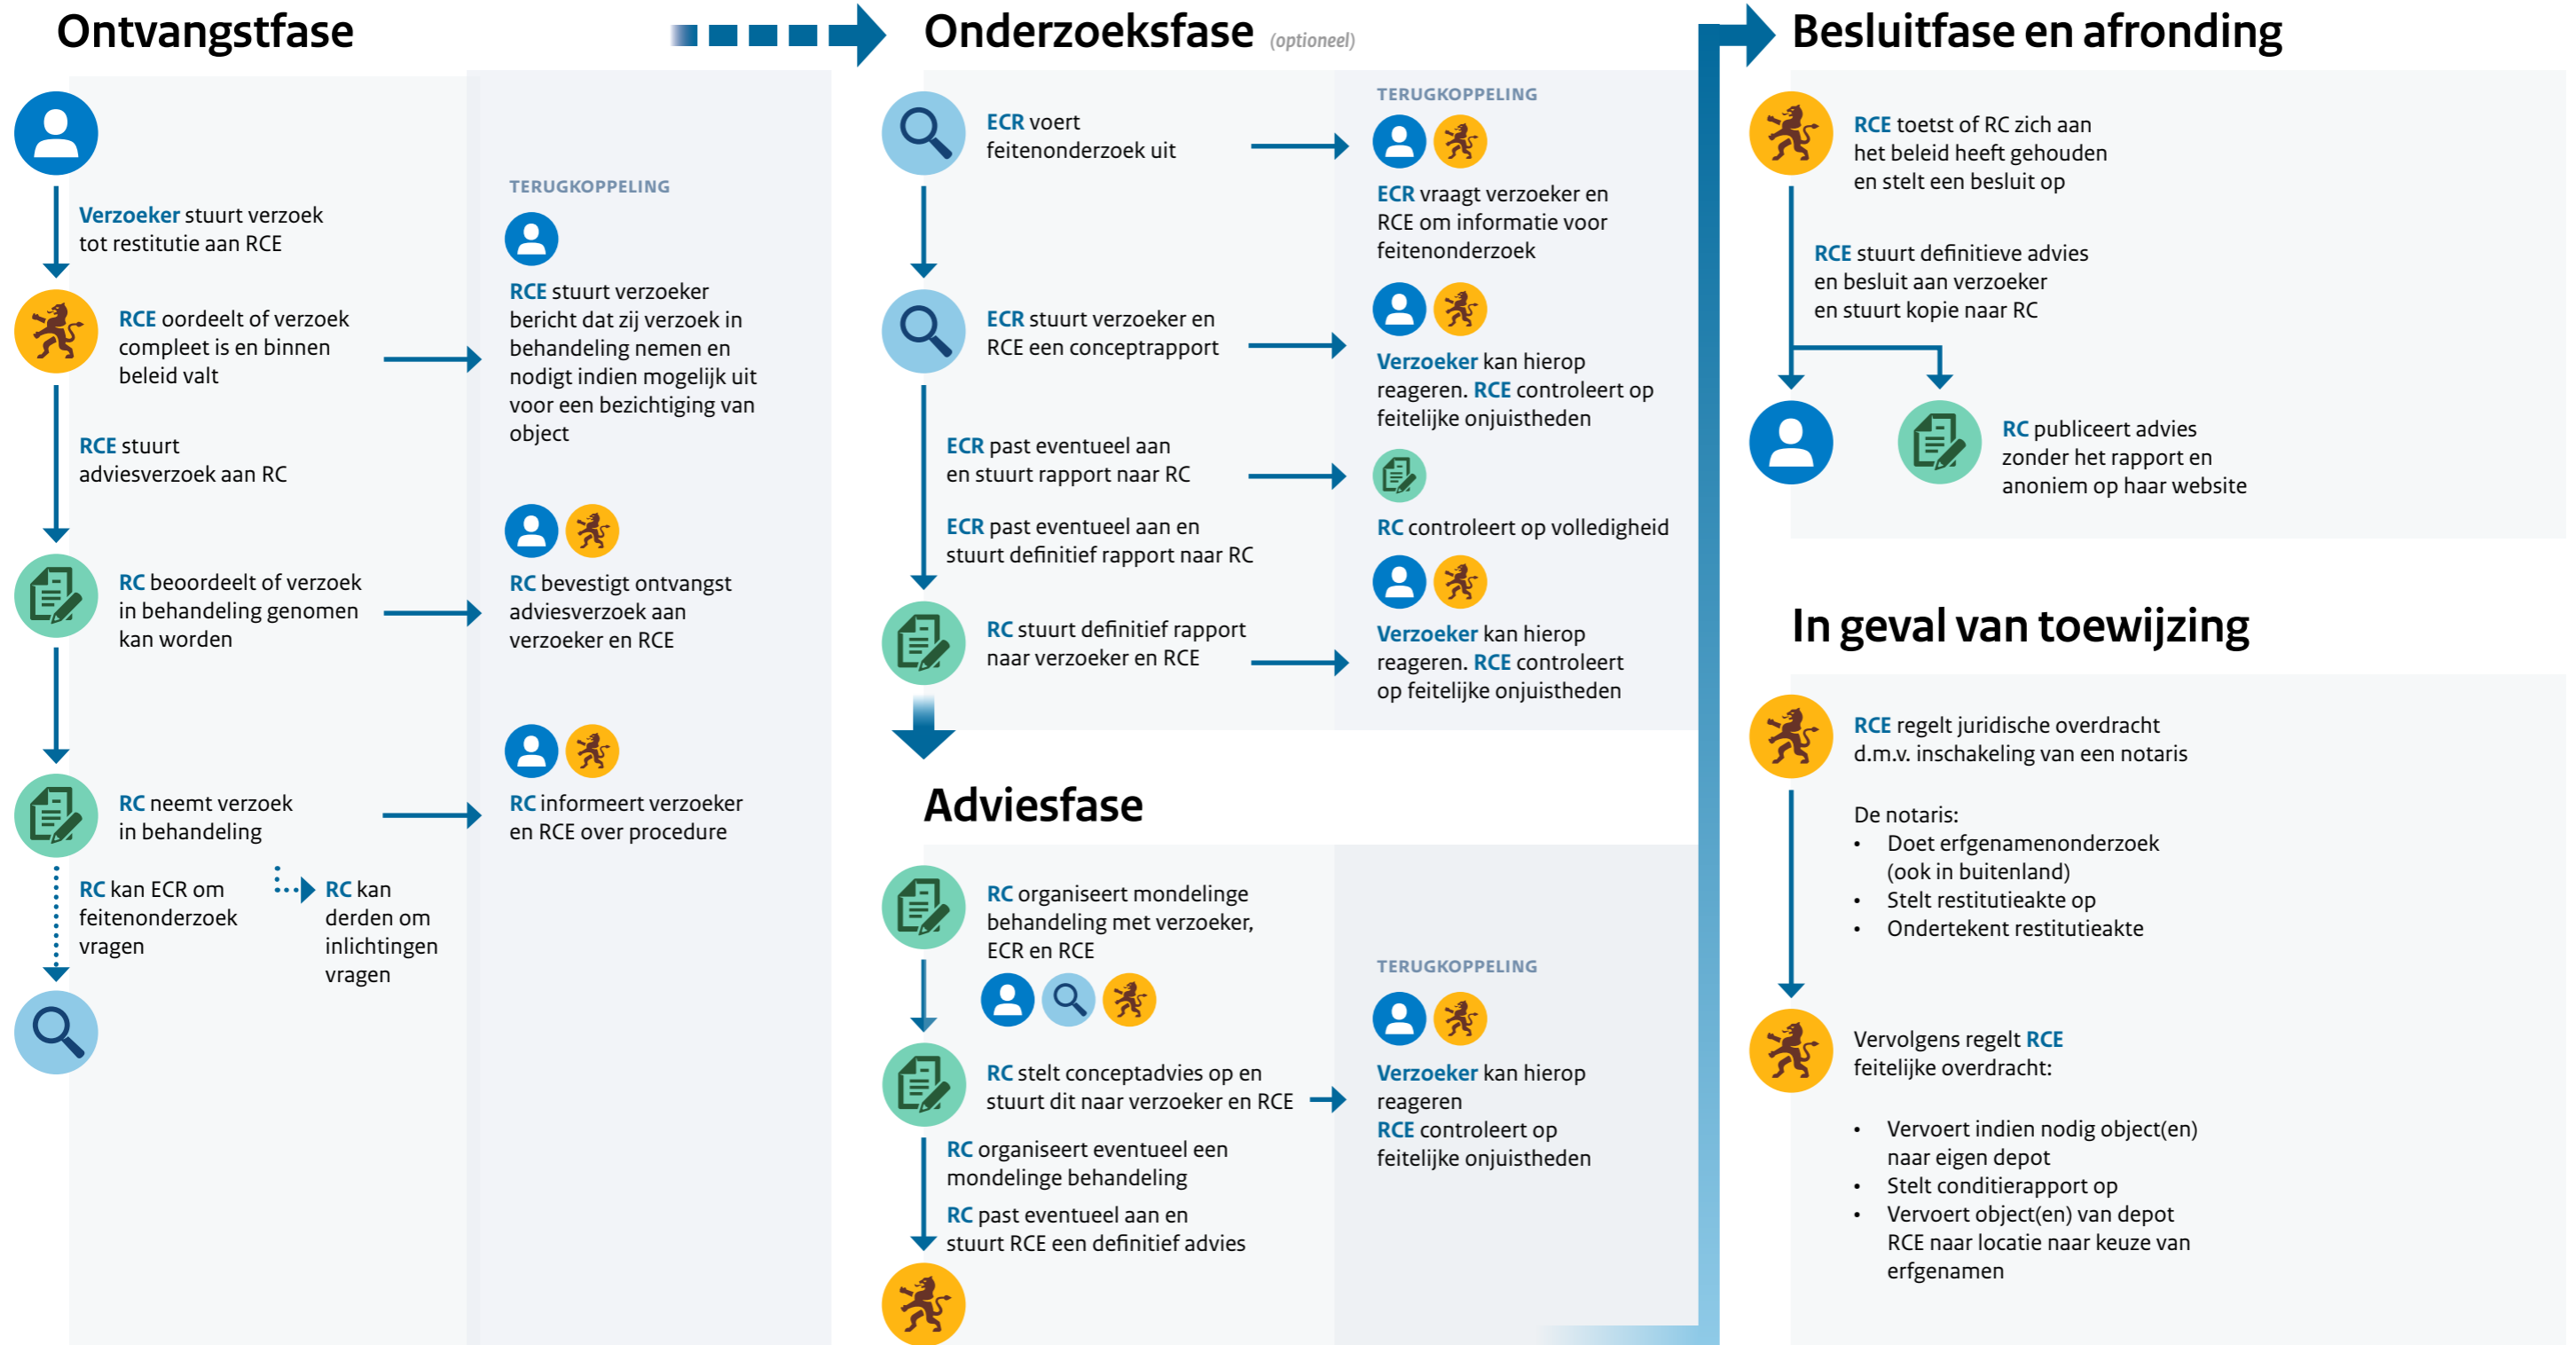 Ontvangstfase
Verzoeker stuurt verzoek
tot restitutie aan RCE
RCE oordeelt of verzoek
compleet is en binnen
beleid valt
RCE stuurt
adviesverzoek aan RC
RC beoordeelt of verzoek
in behandeling genomen
kan worden
RC neemt verzoek
in behandeling
RC kan ECR om
feitenonderzoek
vragen
RC kan
derden om
inlichtingen
vragen
TERUGKOPPELING
RCE stuurt verzoeker
bericht dat zij verzoek in
behandeling nemen en
nodigt indien mogelijk uit
voor een bezichtiging van
object
RC bevestigt ontvangst
adviesverzoek aan
verzoeker en RCE
RC informeert verzoeker
en RCE over procedure
Onderzoeksfase (optioneel)
ECR voert
feitenonderzoek uit
ECR stuurt verzoeker en
RCE een conceptrapport
ECR past eventueel aan
en stuurt rapport naar RC
ECR past eventueel aan en
stuurt definitief rapport naar RC
RC stuurt definitief rapport
naar verzoeker en RCE
TERUGKOPPELING
ECR vraagt verzoeker en
RCE om informatie voor
feitenonderzoek
Verzoeker kan hierop
reageren. RCE controleert op
feitelijke onjuistheden
RC controleert op volledigheid
Verzoeker kan hierop
reageren. RCE controleert
op feitelijke onjuistheden
Adviesfase
RC organiseert mondelinge
behandeling met verzoeker,
ECR en RCE
RC stelt conceptadvies op en
stuurt dit naar verzoeker en RCE
RC organiseert eventueel een
mondelinge behandeling
RC past eventueel aan en
stuurt RCE een definitief advies
TERUGKOPPELING
Verzoeker kan hierop
reageren
RCE controleert op
feitelijke onjuistheden
Besluitfase en afronding
RCE toetst of RC zich aan
het beleid heeft gehouden
en stelt een besluit op
RCE stuurt definitieve advies
en besluit aan verzoeker
en stuurt kopie naar RC
RC publiceert advies
zonder het rapport en
anoniem op haar website
In geval van toewijzing
RCE regelt juridische overdracht
d.m.v. inschakeling van een notaris
De notaris:
• Doet erfgenamenonderzoek
(ook in buitenland)
• Stelt restitutieakte op
• Ondertekent restitutieakte
Vervolgens regelt RCE
feitelijke overdracht:
• Vervoert indien nodig object(en)
naar eigen depot
• Stelt conditierapport op
• Vervoert object(en) van depot
RCE naar locatie naar keuze van
erfgenamen